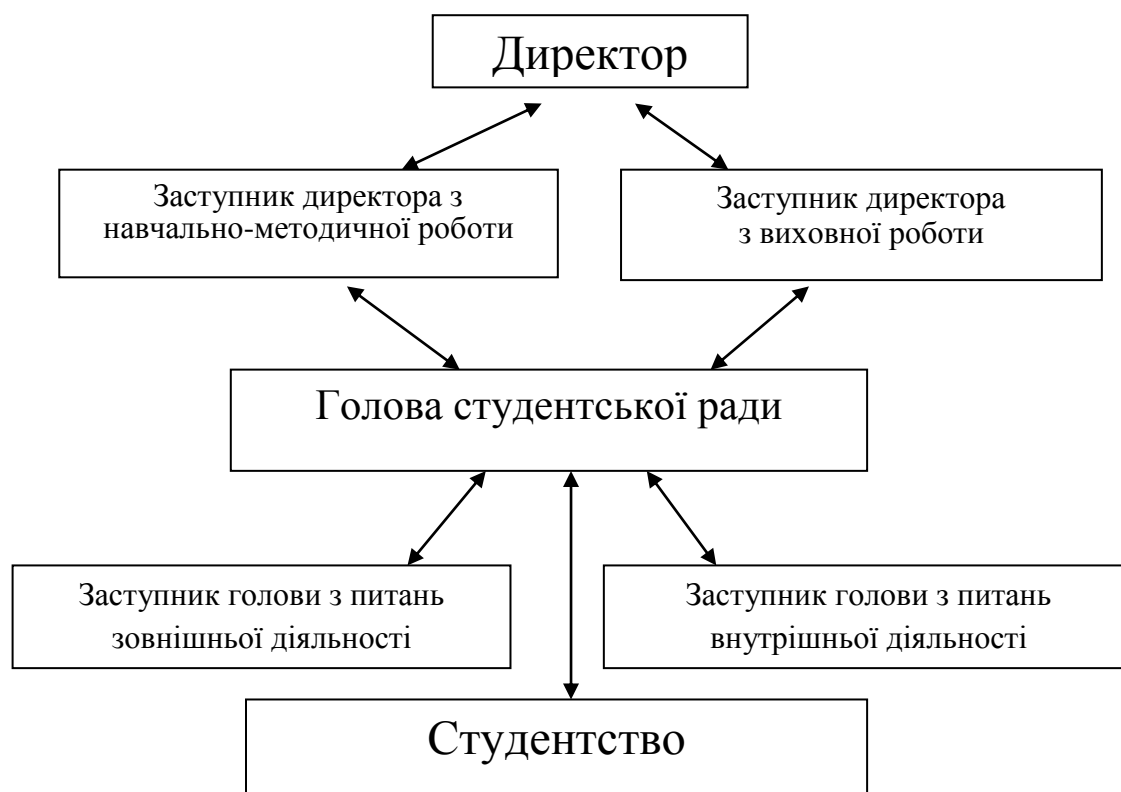 Директор
Заступник директора з
навчально-методичної роботи
Заступник директора
з виховної роботи
Голова студентської ради
Заступник голови з питань
зовнішньої діяльності
Заступник голови з питань
внутрішньої діяльності
Студентство